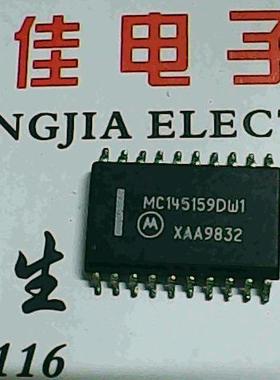 佳电子
NGJIA ELECT
MC145159DW1
XAA9832
生
116